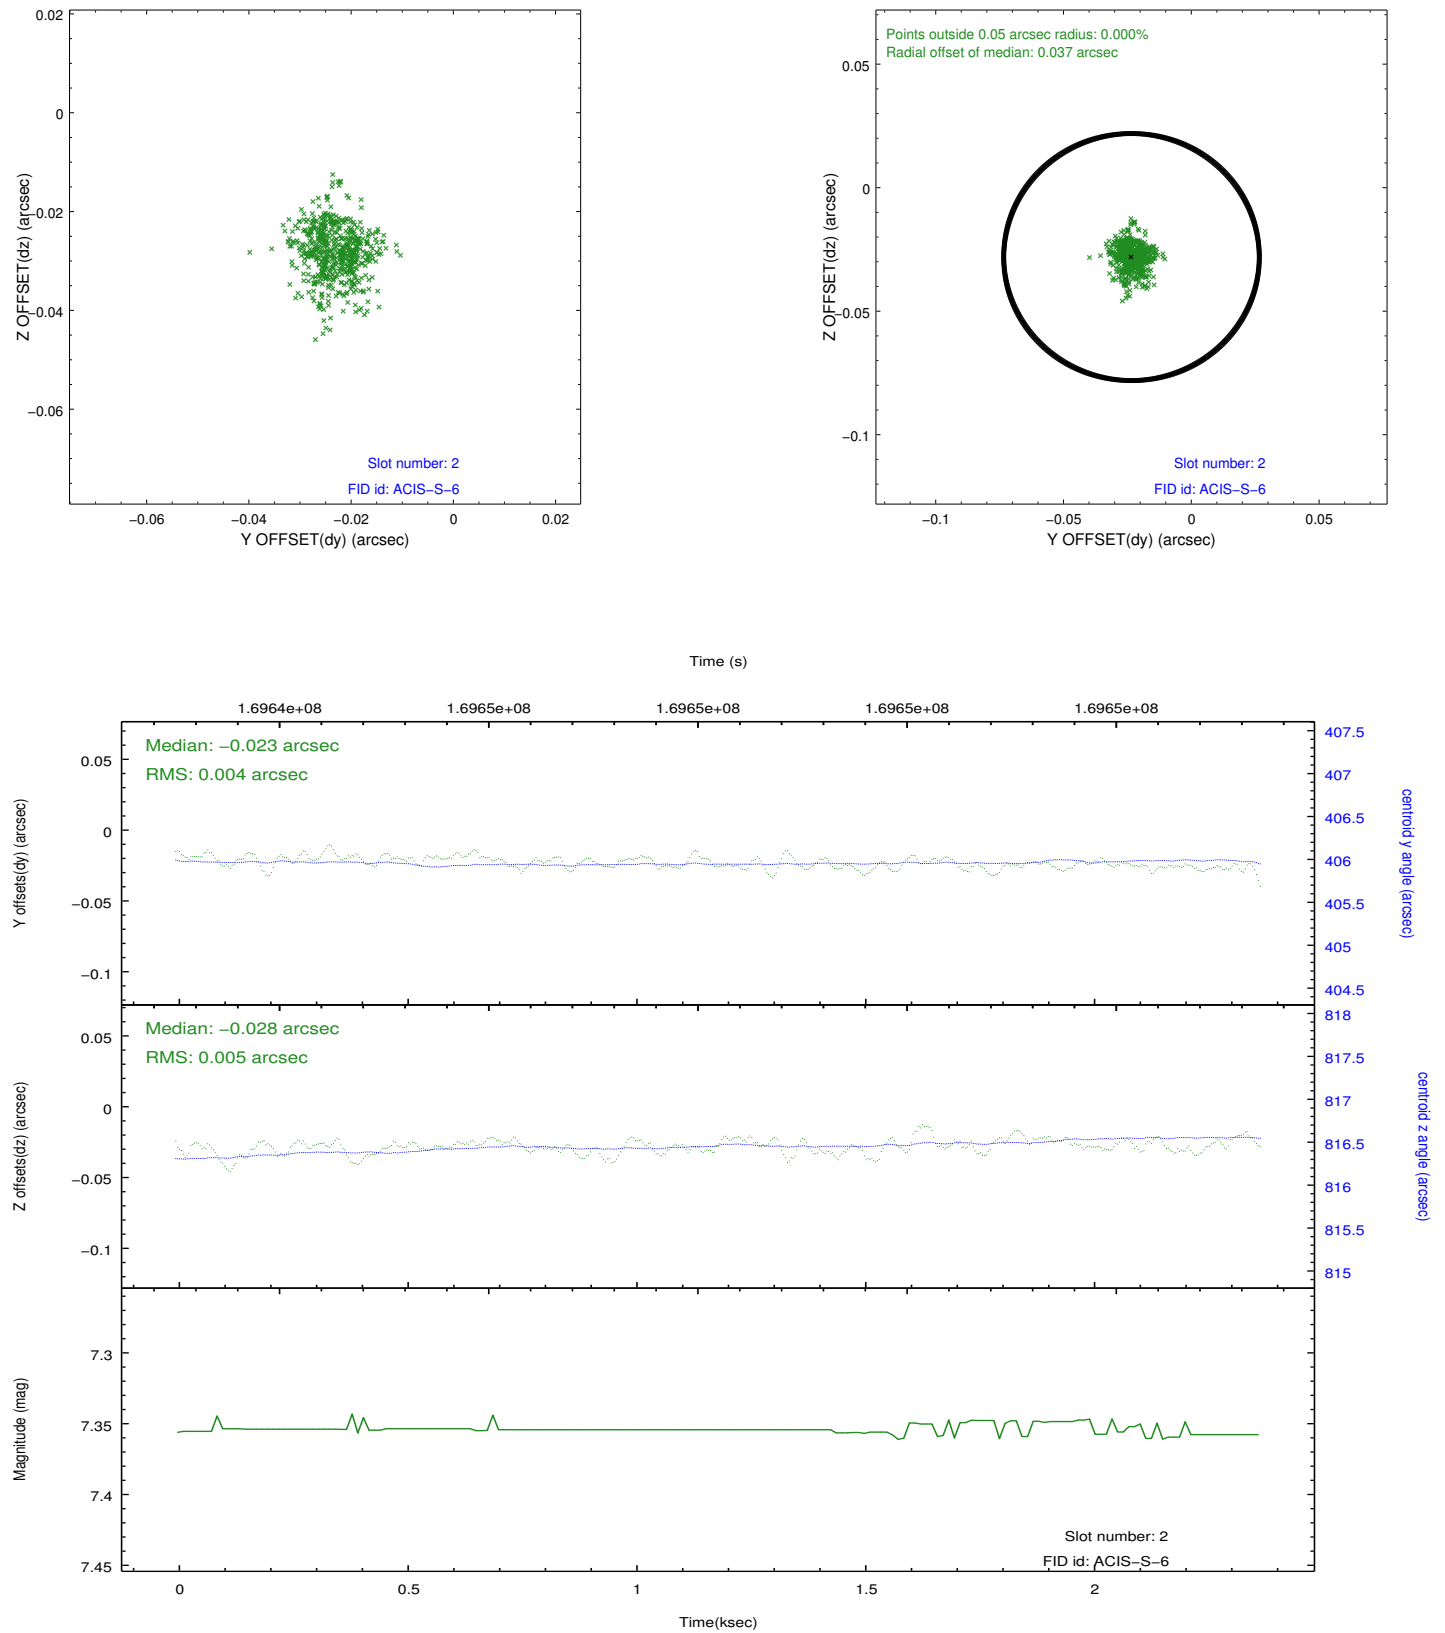 0.02
0
−0.02
−0.04
−0.06
Z OFFSET(dz) (arcsec)
Slot number: 2
FID id: ACIS−S−6
−0.06
−0.04
−0.02
0
0.02
Y OFFSET(dy) (arcsec)
Points outside 0.05 arcsec radius: 0.000%
Radial offset of median: 0.037 arcsec
0.05
0
−0.05
−0.1
Z OFFSET(dz) (arcsec)
Slot number: 2
FID id: ACIS−S−6
−0.1
−0.05
0
0.05
Y OFFSET(dy) (arcsec)
Time (s)
1.6964e+08
1.6965e+08
1.6965e+08
1.6965e+08
1.6965e+08
Median: −0.023 arcsec
RMS: 0.004 arcsec
0.05
0
−0.05
−0.1
Y offsets(dy) (arcsec)
407.5
407
406.5
406
405.5
405
404.5
centroid y angle (arcsec)
Median: −0.028 arcsec
RMS: 0.005 arcsec
0.05
0
−0.05
−0.1
Z offsets(dz) (arcsec)
818
817.5
817
816.5
816
815.5
815
centroid z angle (arcsec)
7.3
7.35
7.4
7.45
Magnitude (mag)
Slot number: 2
FID id: ACIS−S−6
0
0.5
1
1.5
2
Time(ksec)